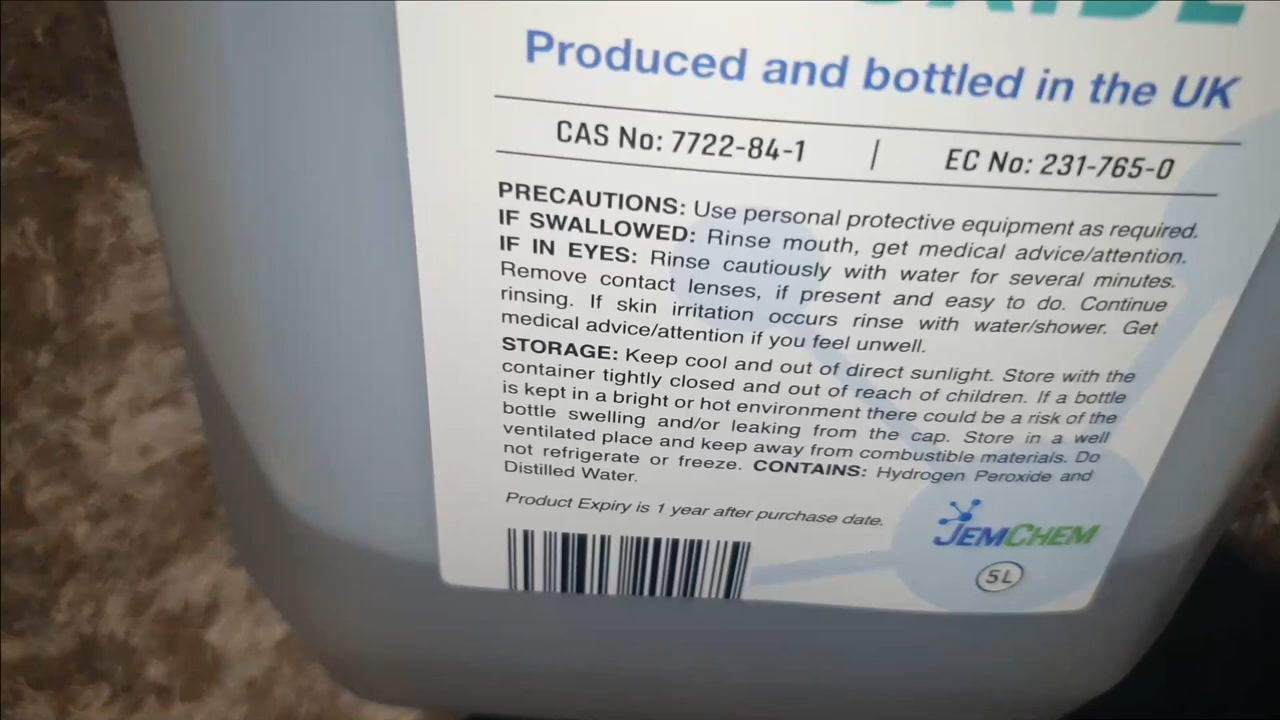 Produced and bottled in the UK
CAS No: 7722-84-1 | EC No: 231-765-0
PRECAUTIONS: Use personal protective equipment as required.
IF SWALLOWED: Rinse mouth, get medical advice/attention.
IF IN EYES: Rinse cautiously with water for several minutes.
Remove contact lenses, if present and easy to do. Continue
rinsing. If skin irritation occurs rinse with water/shower. Get
medical advice/attention if you feel unwell.
STORAGE: Keep cool and out of direct sunlight. Store with the
container tightly closed and out of reach of children. If a bottle
is kept in a bright or hot environment there could be a risk of the
bottle swelling and/or leaking from the cap. Store in a well
ventilated place and keep away from combustible materials. Do
not refrigerate or freeze. CONTAINS: Hydrogen Peroxide and
Distilled Water.
Product Expiry is 1 year after purchase date.
JEMCHEM
5L